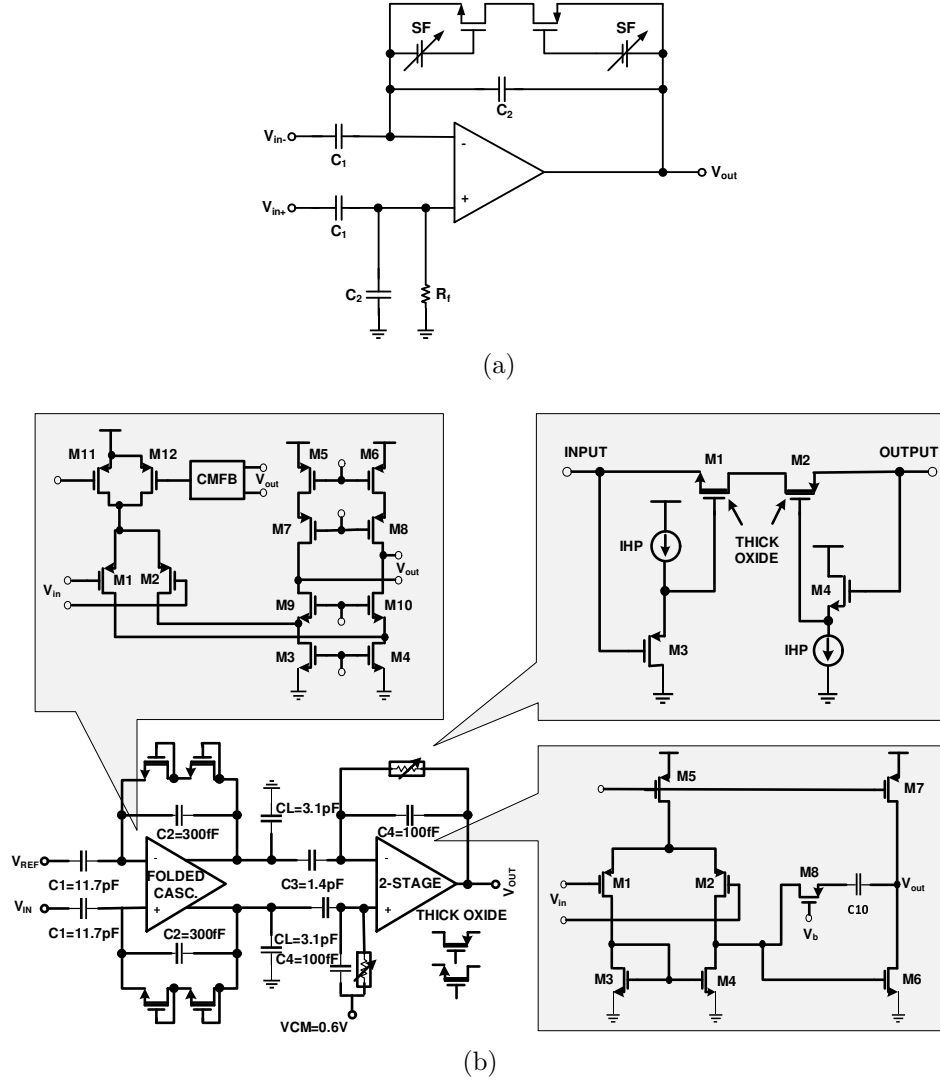 SF SF
C2
Vin- C1
-
Vout
Vin+ C1
+
C2 Rf
(a)
M11 M12
CMFB
Vout
M5 M6
M7 M8
Vout
M1 M2
Vin
M9 M10
M3 M4
INPUT M1 M2 OUTPUT
IHP
THICK
OXIDE
M4
M3
IHP
C2=300fF
CL=3.1pF
C4=100fF
VREF
C1=11.7pF
-
FOLDED
CASC.
C3=1.4pF
-
2-STAGE
VOUT
VIN
C1=11.7pF
+
C2=300fF
CL=3.1pF
C4=100fF
+
THICK OXIDE
VCM=0.6V
M5 M7
M1 M2
Vin
M8
C10
Vout
Vb
M3 M4 M6
(b)